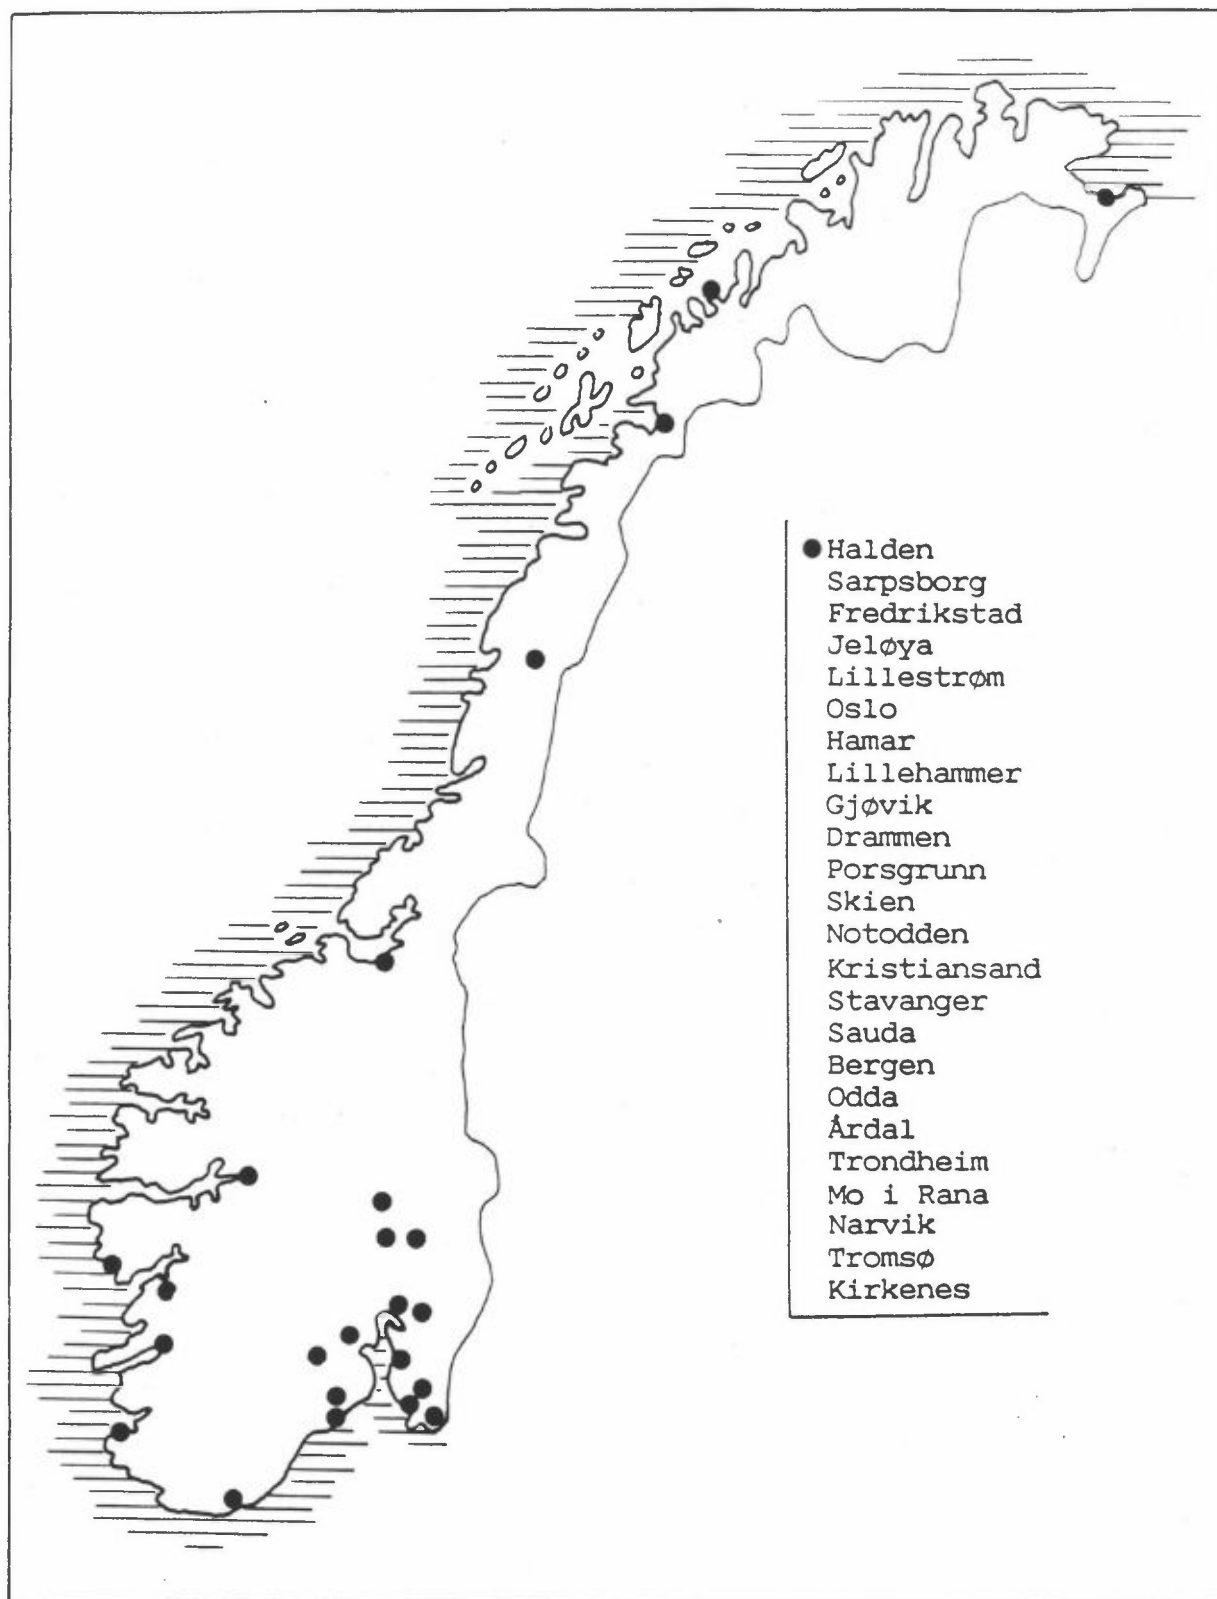 Halden
Sarpsborg
Fredrikstad
Jeløya
Lillestrøm
Oslo
Hamar
Lillehammer
Gjøvik
Drammen
Porsgrunn
Skien
Notodden
Kristiansand
Stavanger
Sauda
Bergen
Odda
Årdal
Trondheim
Mo i Rana
Narvik
Tromsø
Kirkenes